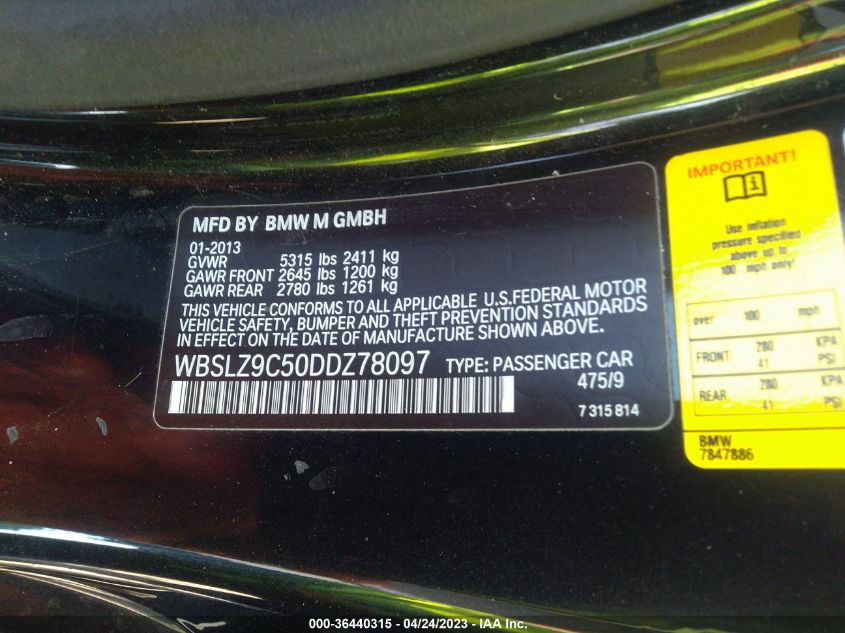 MFD BY BMW M GMBH
01-2013
GVWR 5315 lbs 2411 kg
GAWR FRONT 2645 lbs 1200 kg
GAWR REAR 2780 lbs 1261 kg
THIS VEHICLE CONFORMS TO ALL APPLICABLE U.S.FEDERAL MOTOR
VEHICLE SAFETY, BUMPER AND THEFT PREVENTION STANDARDS
IN EFFECT ON THE DATE OF MANUFACTURE SHOWN ABOVE.
WBSLZ9C50DDZ78097 TYPE: PASSENGER CAR
475/9
7 315 814
IMPORTANT!
Use inflation
pressure specified
above up to
100 mph only!
over 100 mph
FRONT 280 KPA
41 PSI
REAR 280 KPA
41 PSI
BMW
7847886
000-36440315 - 04/24/2023 - IAA Inc.